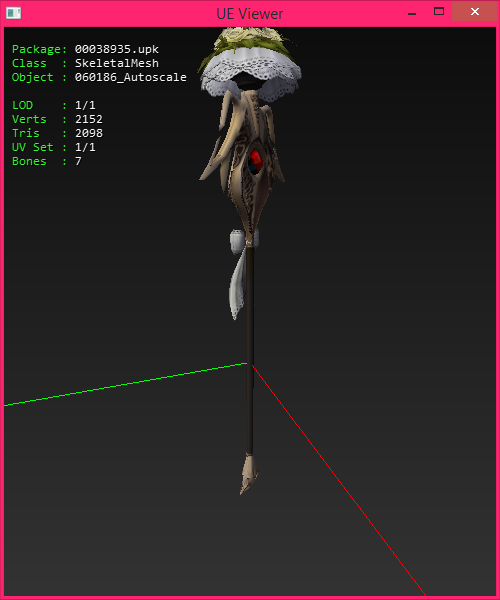 UE Viewer
Package: 00038935.upk
Class  : SkeletalMesh
Object : 060186_Autoscale
LOD    : 1/1
Verts  : 2152
Tris   : 2098
UV Set : 1/1
Bones  : 7